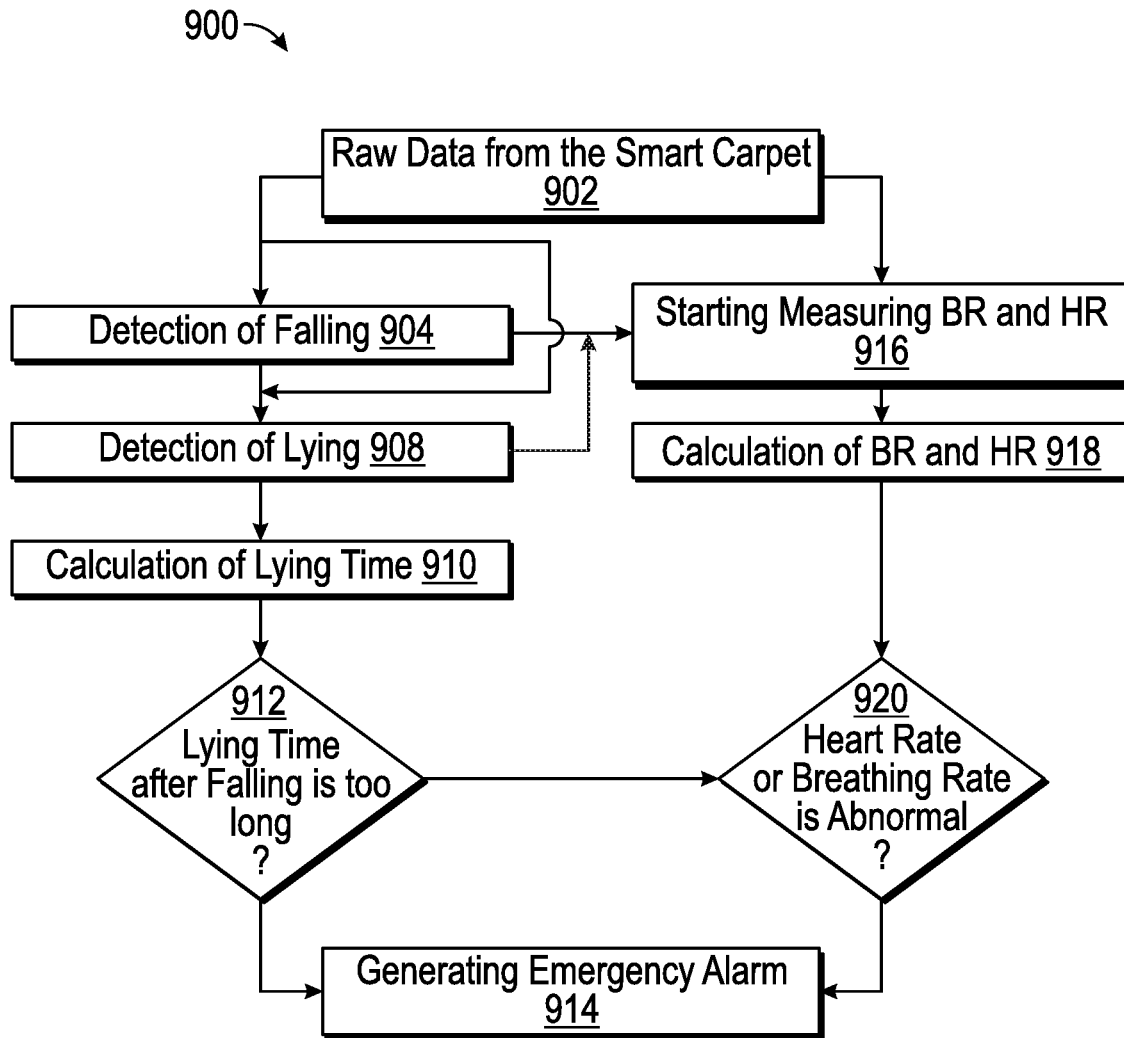 900
Raw Data from the Smart Carpet
902
Detection of Falling 904
Starting Measuring BR and HR
916
Detection of Lying 908
Calculation of BR and HR 918
Calculation of Lying Time 910
912
Lying Time
after Falling is too
long
?
920
Heart Rate
or Breathing Rate
is Abnormal
?
Generating Emergency Alarm
914